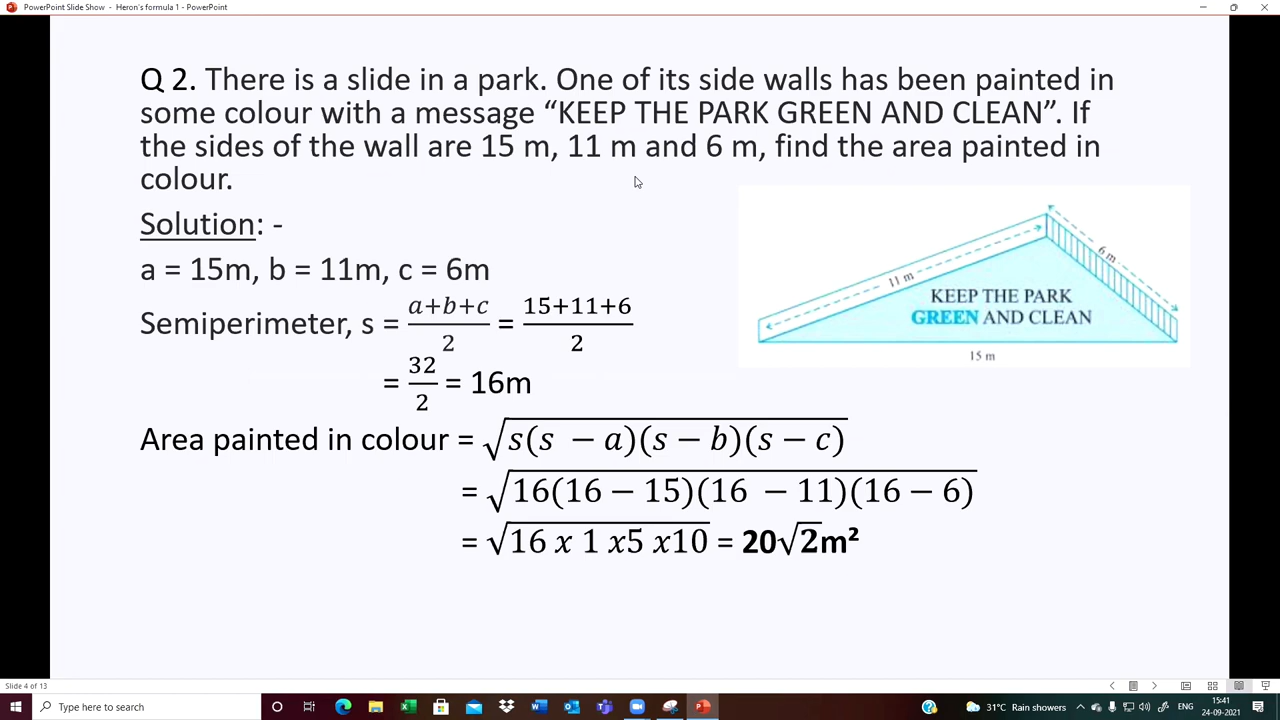 PowerPoint Slide Show - Heron's formula 1 - PowerPoint
Q 2. There is a slide in a park. One of its side walls has been painted in
some colour with a message “KEEP THE PARK GREEN AND CLEAN”. If
the sides of the wall are 15 m, 11 m and 6 m, find the area painted in
colour.
Solution: -
a = 15m, b = 11m, c = 6m
Semiperimeter, s = a+b+c/2 = 15+11+6/2
= 32/2 = 16m
Area painted in colour = √s(s − a)(s − b)(s − c)
= √16(16 − 15)(16 − 11)(16 − 6)
= √16 x 1 x5 x10 = 20√2m²
11 m
6 m
KEEP THE PARK
GREEN AND CLEAN
15 m
Slide 4 of 13
Type here to search
31°C Rain showers
ENG
15:41
24-09-2021